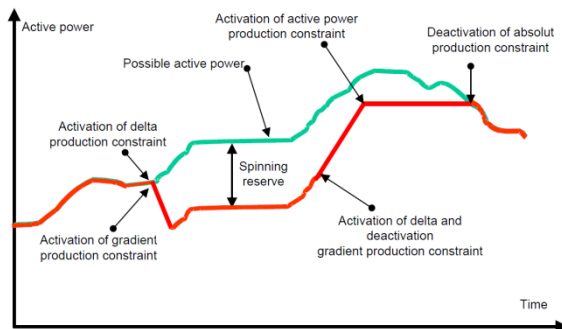 Active power
Activation of active power
production constraint
Deactivation of absolut
production constraint
Possible active power
Activation of delta
production constraint
Spinning
reserve
Activation of gradient
production constraint
Activation of delta and
deactivation
gradient production constraint
Time